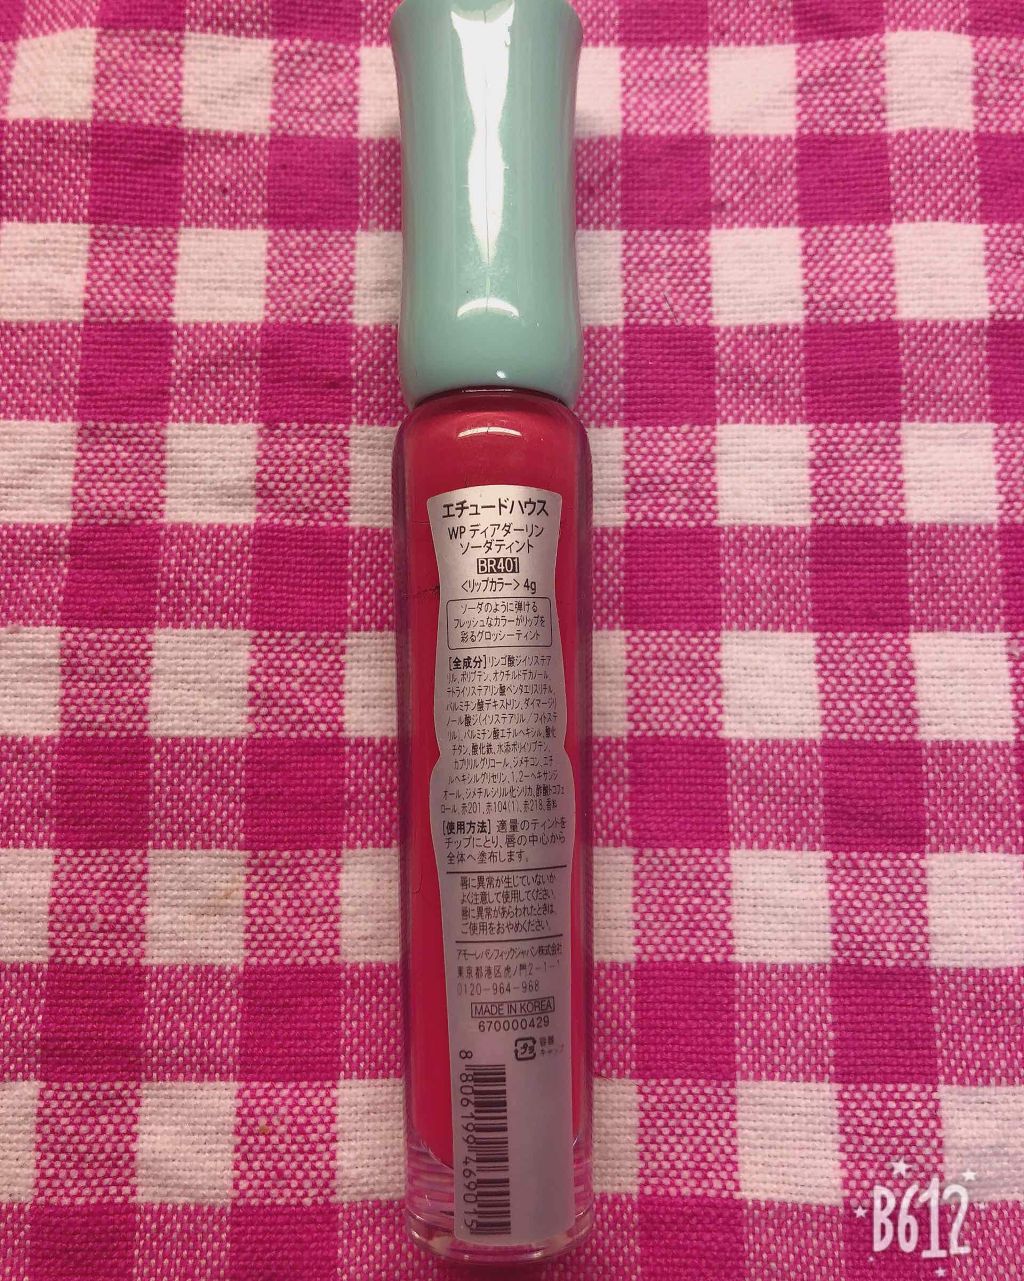 エチュードハウス
WP ディアダーリン
ソーダティント
BR401
<リップカラー> 4g
ソーダのように弾ける
フレッシュなカラーがリップを
彩るグロッシーティント
[全成分]リンゴ酸ジイソステア
リル、ポリブテン、オクチルドデカノール、
テトライソステアリン酸ペンタエリスリチル、
パルミチン酸デキストリン、ダイマージリ
ノール酸ジ(イソステアリル/フィトステ
リル)、パルミチン酸エチルヘキシル、酸化
チタン、酸化鉄、水添ポリイソブテン、
カプリリルグリコール、ジメチコン、エチ
ルヘキシルグリセリン、1,2-ヘキサンジ
オール、ジメチルシリル化シリカ、酢酸トコフェ
ロール、赤201、赤104(1)、赤218、香料
[使用方法] 適量のティントを
チップにとり、唇の中心から
全体へ塗布します。
唇に異常が生じていないか
よく注意して使用してください。
唇に異常があらわれたときは、
ご使用をおやめください。
アモーレパシフィックジャパン株式会社
東京都港区虎ノ門2-1-1
0120-964-968
MADE IN KOREA
670000429
プラ 容器
キャップ
8 806199 469015
B612